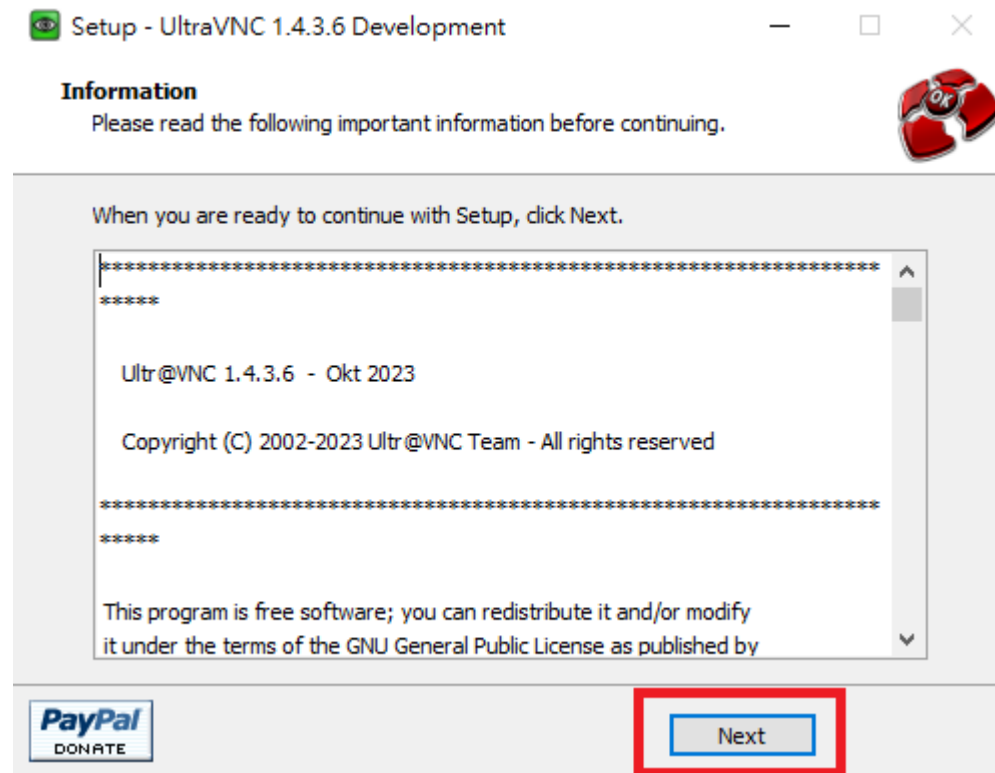 Setup - UltraVNC 1.4.3.6 Development
Information
Please read the following important information before continuing.
OK
When you are ready to continue with Setup, click Next.
*****************************************************************
*****
Ultr@VNC 1.4.3.6 - Okt 2023
Copyright (C) 2002-2023 Ultr@VNC Team - All rights reserved
*****************************************************************
*****
This program is free software; you can redistribute it and/or modify
it under the terms of the GNU General Public License as published by
PayPal
DONATE
Next